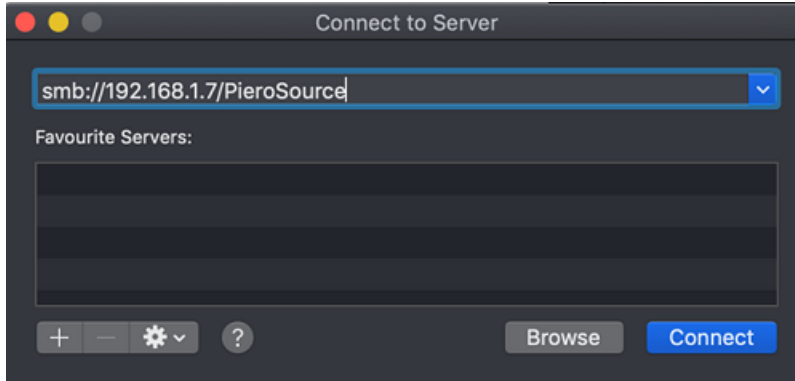 Connect to Server
smb://192.168.1.7/PieroSource
Favourite Servers:
?
Browse
Connect